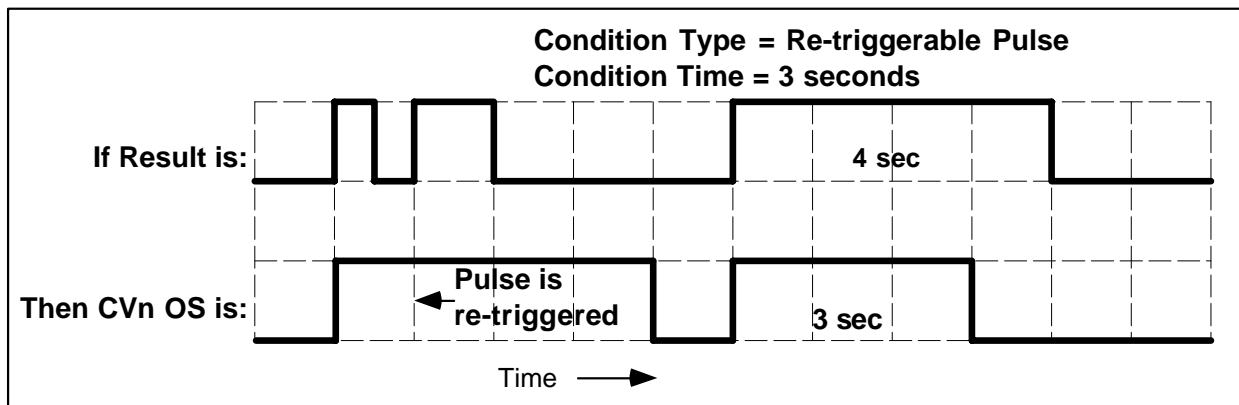 Condition Type = Re-triggerable Pulse
Condition Time = 3 seconds
If Result is:
4 sec
Then CVn OS is:
Pulse is
re-triggered
3 sec
Time